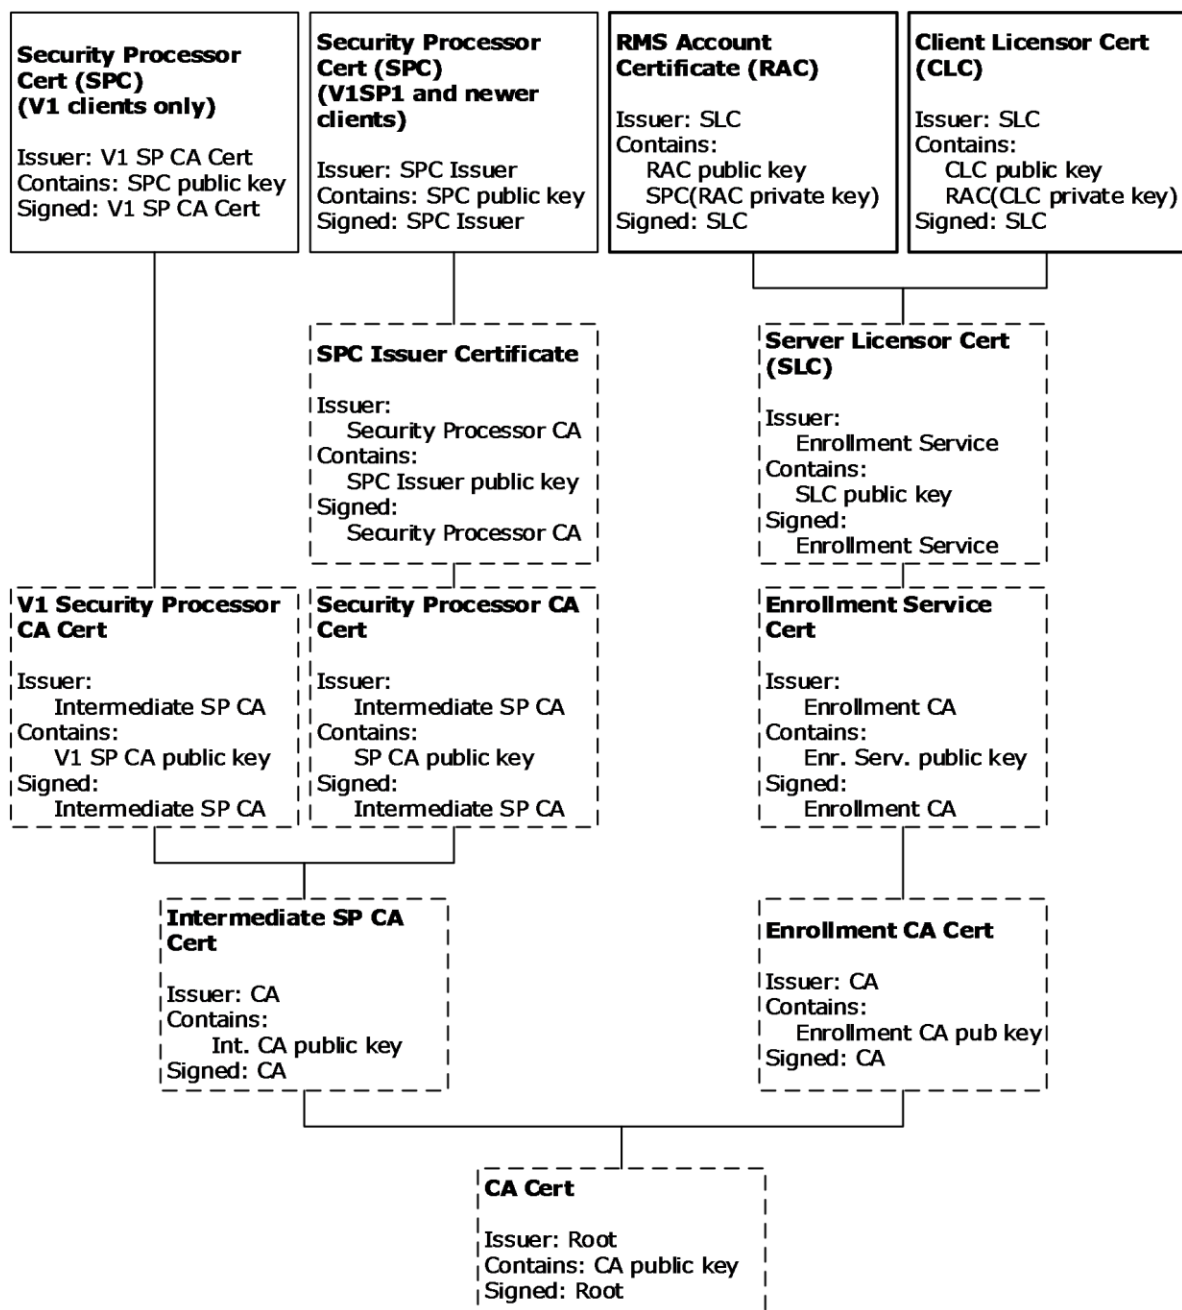 Security Processor
Cert (SPC)
(V1 clients only)
Issuer: V1 SP CA Cert
Contains: SPC public key
Signed: V1 SP CA Cert
Security Processor
Cert (SPC)
(V1SP1 and newer
clients)
Issuer: SPC Issuer
Contains: SPC public key
Signed: SPC Issuer
RMS Account
Certificate (RAC)
Issuer: SLC
Contains:
RAC public key
SPC(RAC private key)
Signed: SLC
Client Licensor Cert
(CLC)
Issuer: SLC
Contains:
CLC public key
RAC(CLC private key)
Signed: SLC
SPC Issuer Certificate
Issuer:
Security Processor CA
Contains:
SPC Issuer public key
Signed:
Security Processor CA
Server Licensor Cert
(SLC)
Issuer:
Enrollment Service
Contains:
SLC public key
Signed:
Enrollment Service
V1 Security Processor
CA Cert
Issuer:
Intermediate SP CA
Contains:
V1 SP CA public key
Signed:
Intermediate SP CA
Security Processor CA
Cert
Issuer:
Intermediate SP CA
Contains:
SP CA public key
Signed:
Intermediate SP CA
Enrollment Service
Cert
Issuer:
Enrollment CA
Contains:
Enr. Serv. public key
Signed:
Enrollment CA
Intermediate SP CA
Cert
Issuer: CA
Contains:
Int. CA public key
Signed: CA
Enrollment CA Cert
Issuer: CA
Contains:
Enrollment CA pub key
Signed: CA
CA Cert
Issuer: Root
Contains: CA public key
Signed: Root